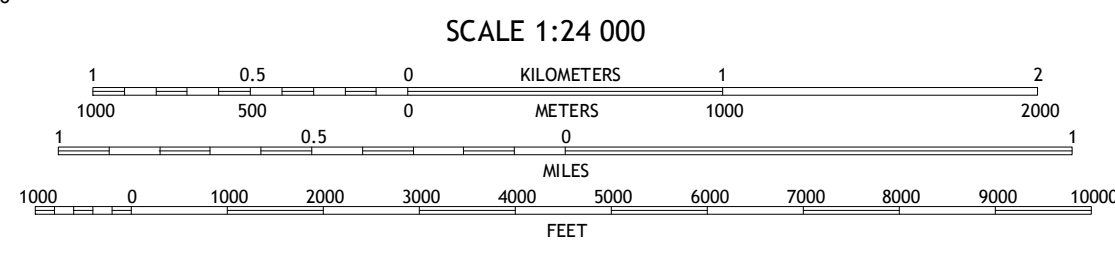 SCALE 1:24 000
1 0.5 0 KILOMETERS 1 2
1000 500 0 METERS 1000 2000
1 0.5 0 1
MILES
1000 0 1000 2000 3000 4000 5000 6000 7000 8000 9000 10000
FEET